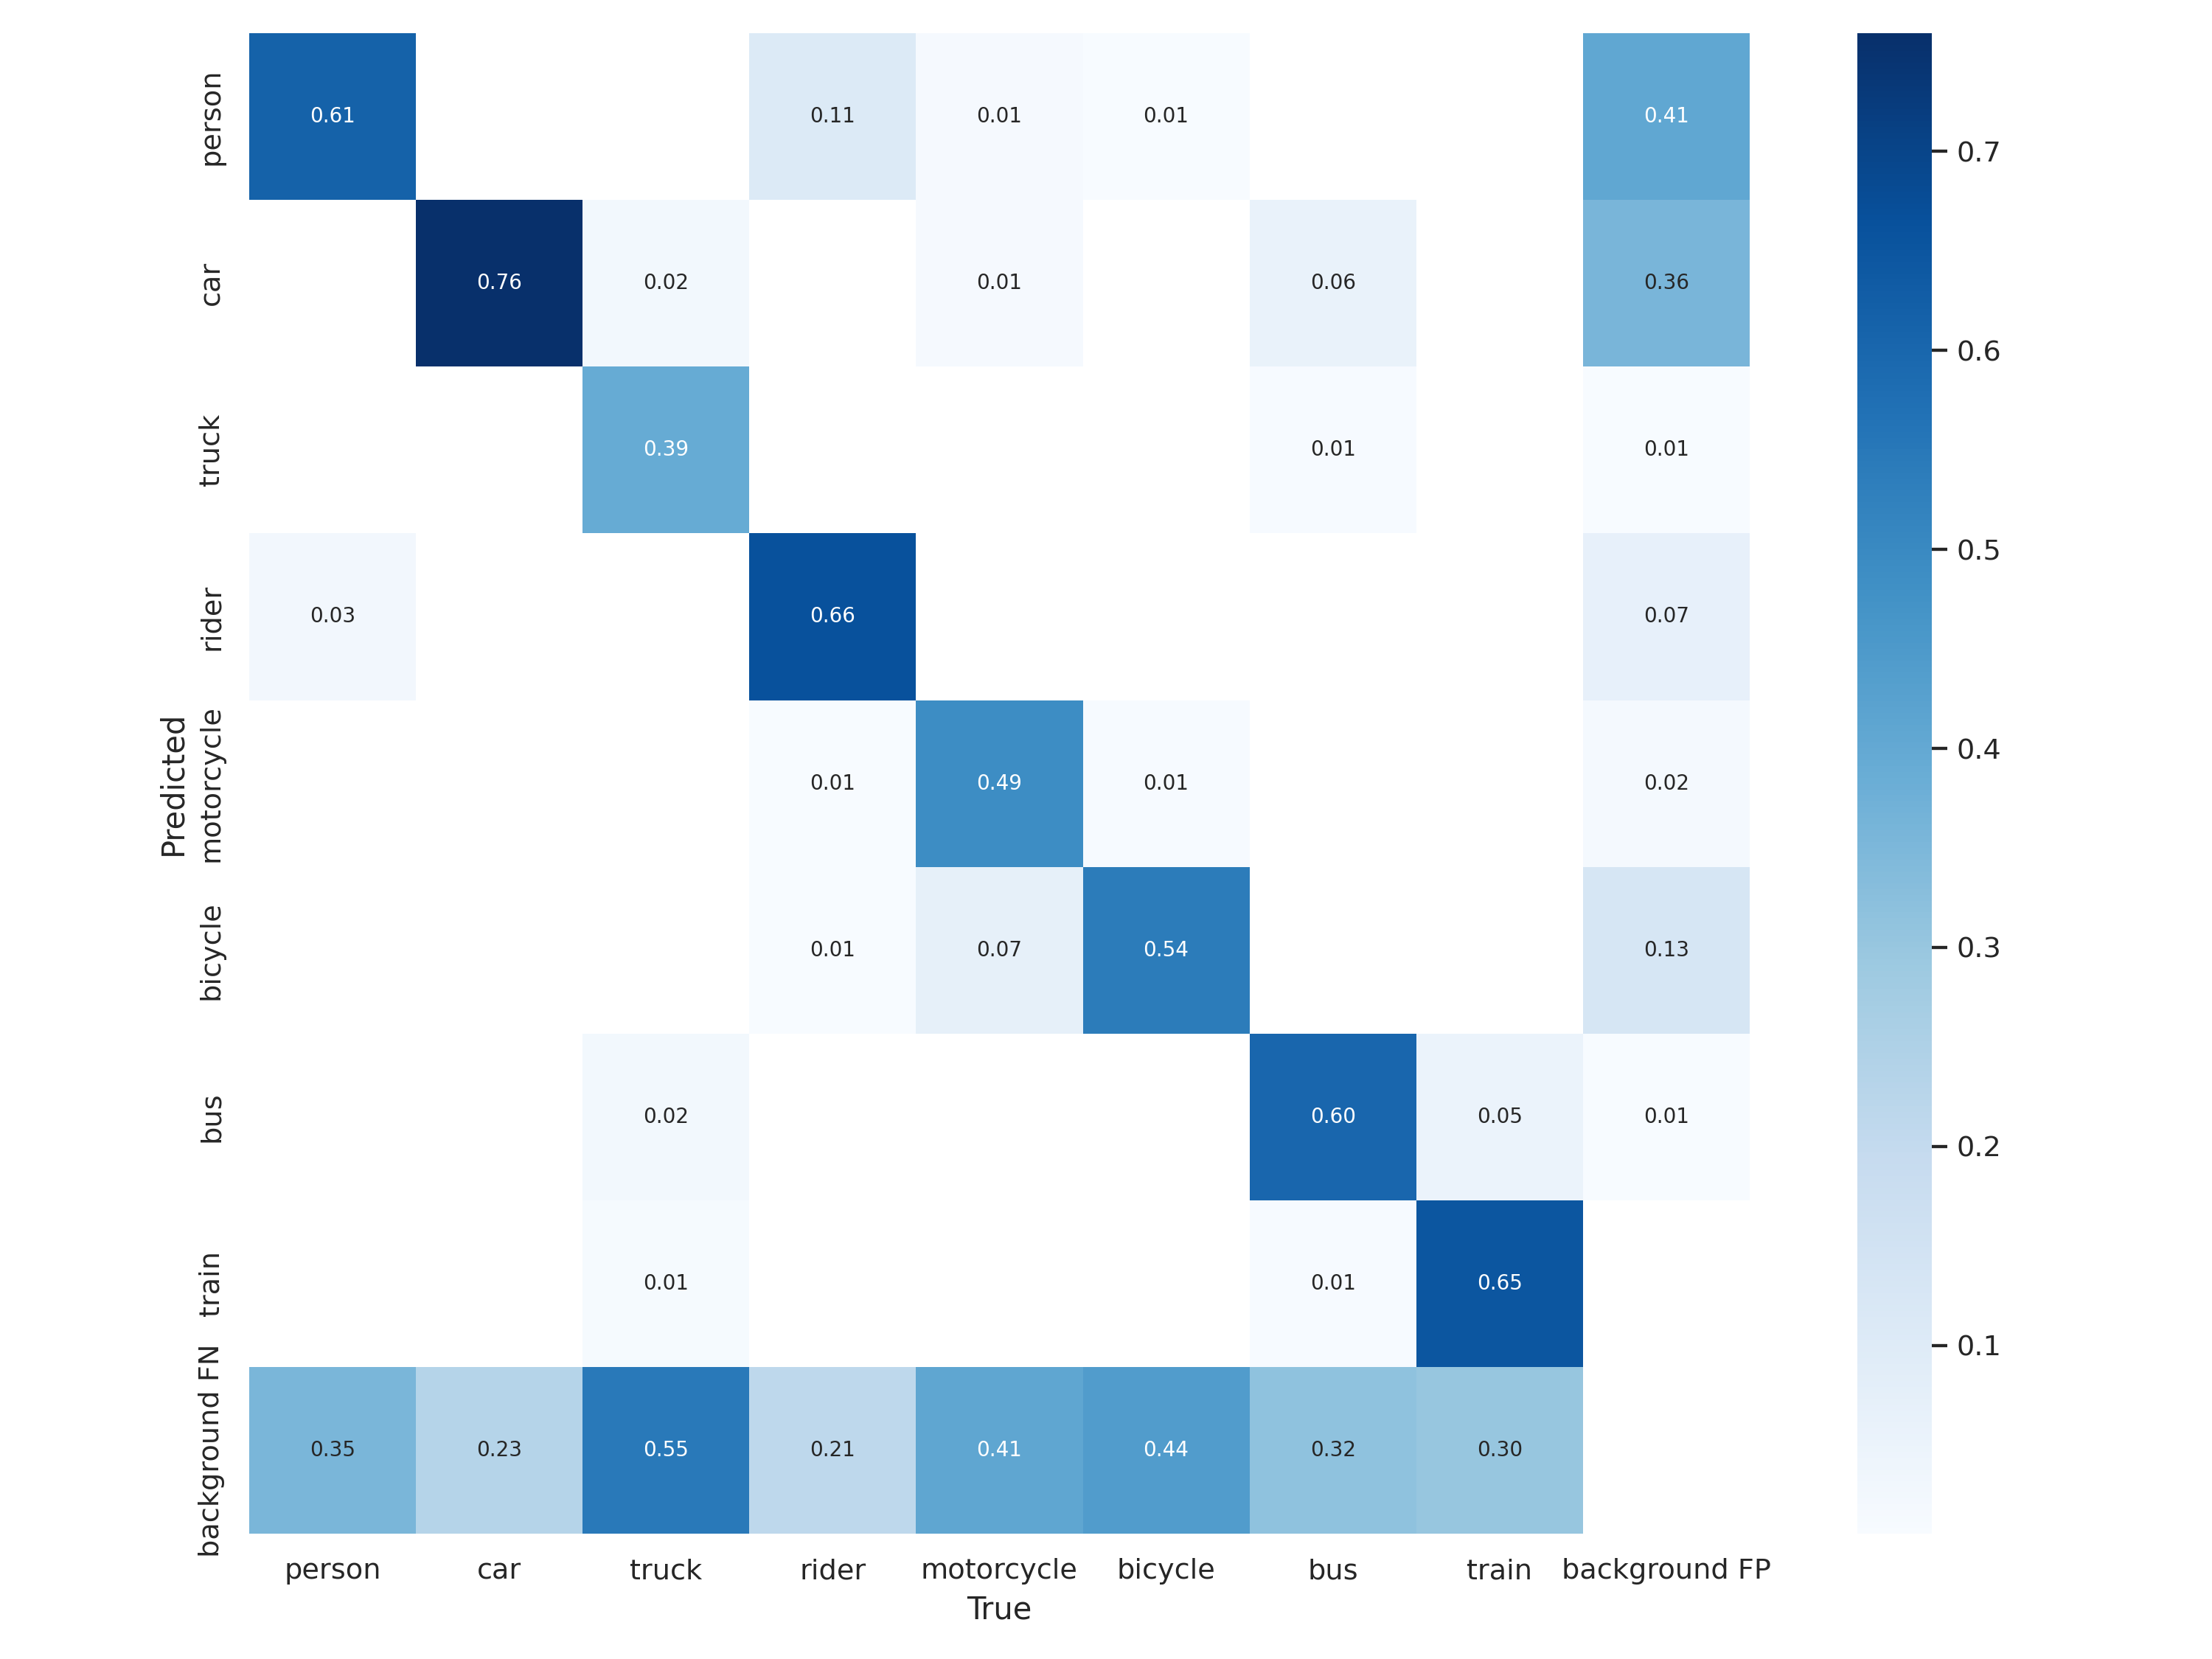 person 0.61 0.11 0.01 0.01 0.41
car 0.76 0.02 0.01 0.06 0.36
truck 0.39 0.01 0.01
rider 0.03 0.66 0.07
motorcycle 0.01 0.49 0.01 0.02
bicycle 0.01 0.07 0.54 0.13
bus 0.02 0.60 0.05 0.01
train 0.01 0.01 0.65
background FN 0.35 0.23 0.55 0.21 0.41 0.44 0.32 0.30
Predicted
person car truck rider motorcycle bicycle bus train background FP
True
0.7
0.6
0.5
0.4
0.3
0.2
0.1